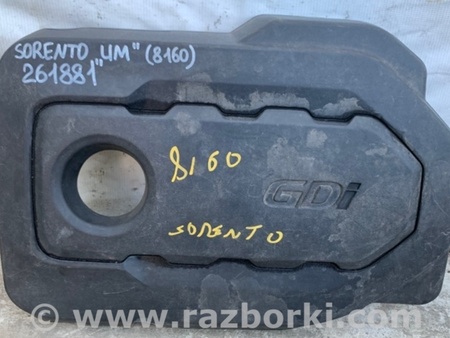 SORENTO "UM" (8160)
261881
8160
GDi
SORENTO
www.razborki.com